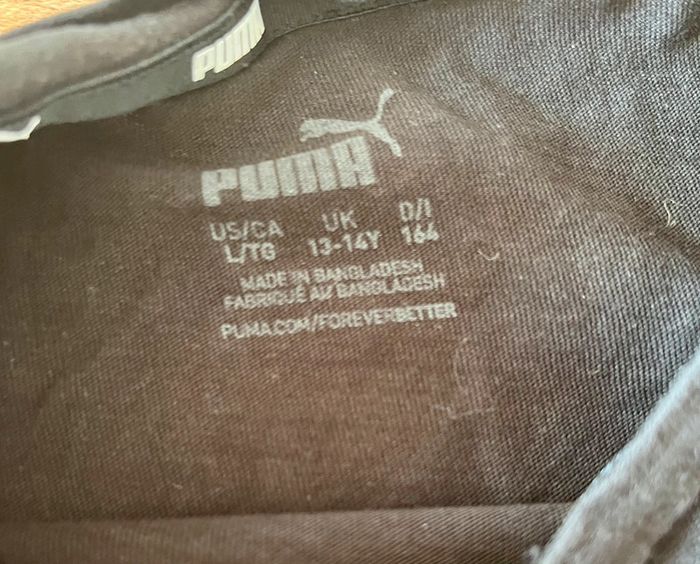 PUMA
PUMA
US/CA UK D/I
L/TG 13-14Y 164
MADE IN BANGLADESH
FABRIQUÉ AU BANGLADESH
PUMA.COM/FOREVERBETTER